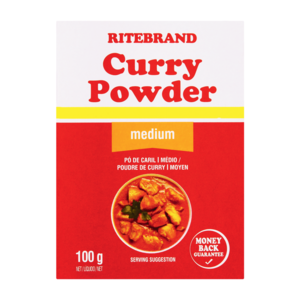 RITEBRAND
Curry
Powder
medium
PÓ DE CARIL | MÉDIO /
POUDRE DE CURRY | MOYEN
100 g
NET | LÍQUIDO | NET
SERVING SUGGESTION
MONEY
BACK
GUARANTEE